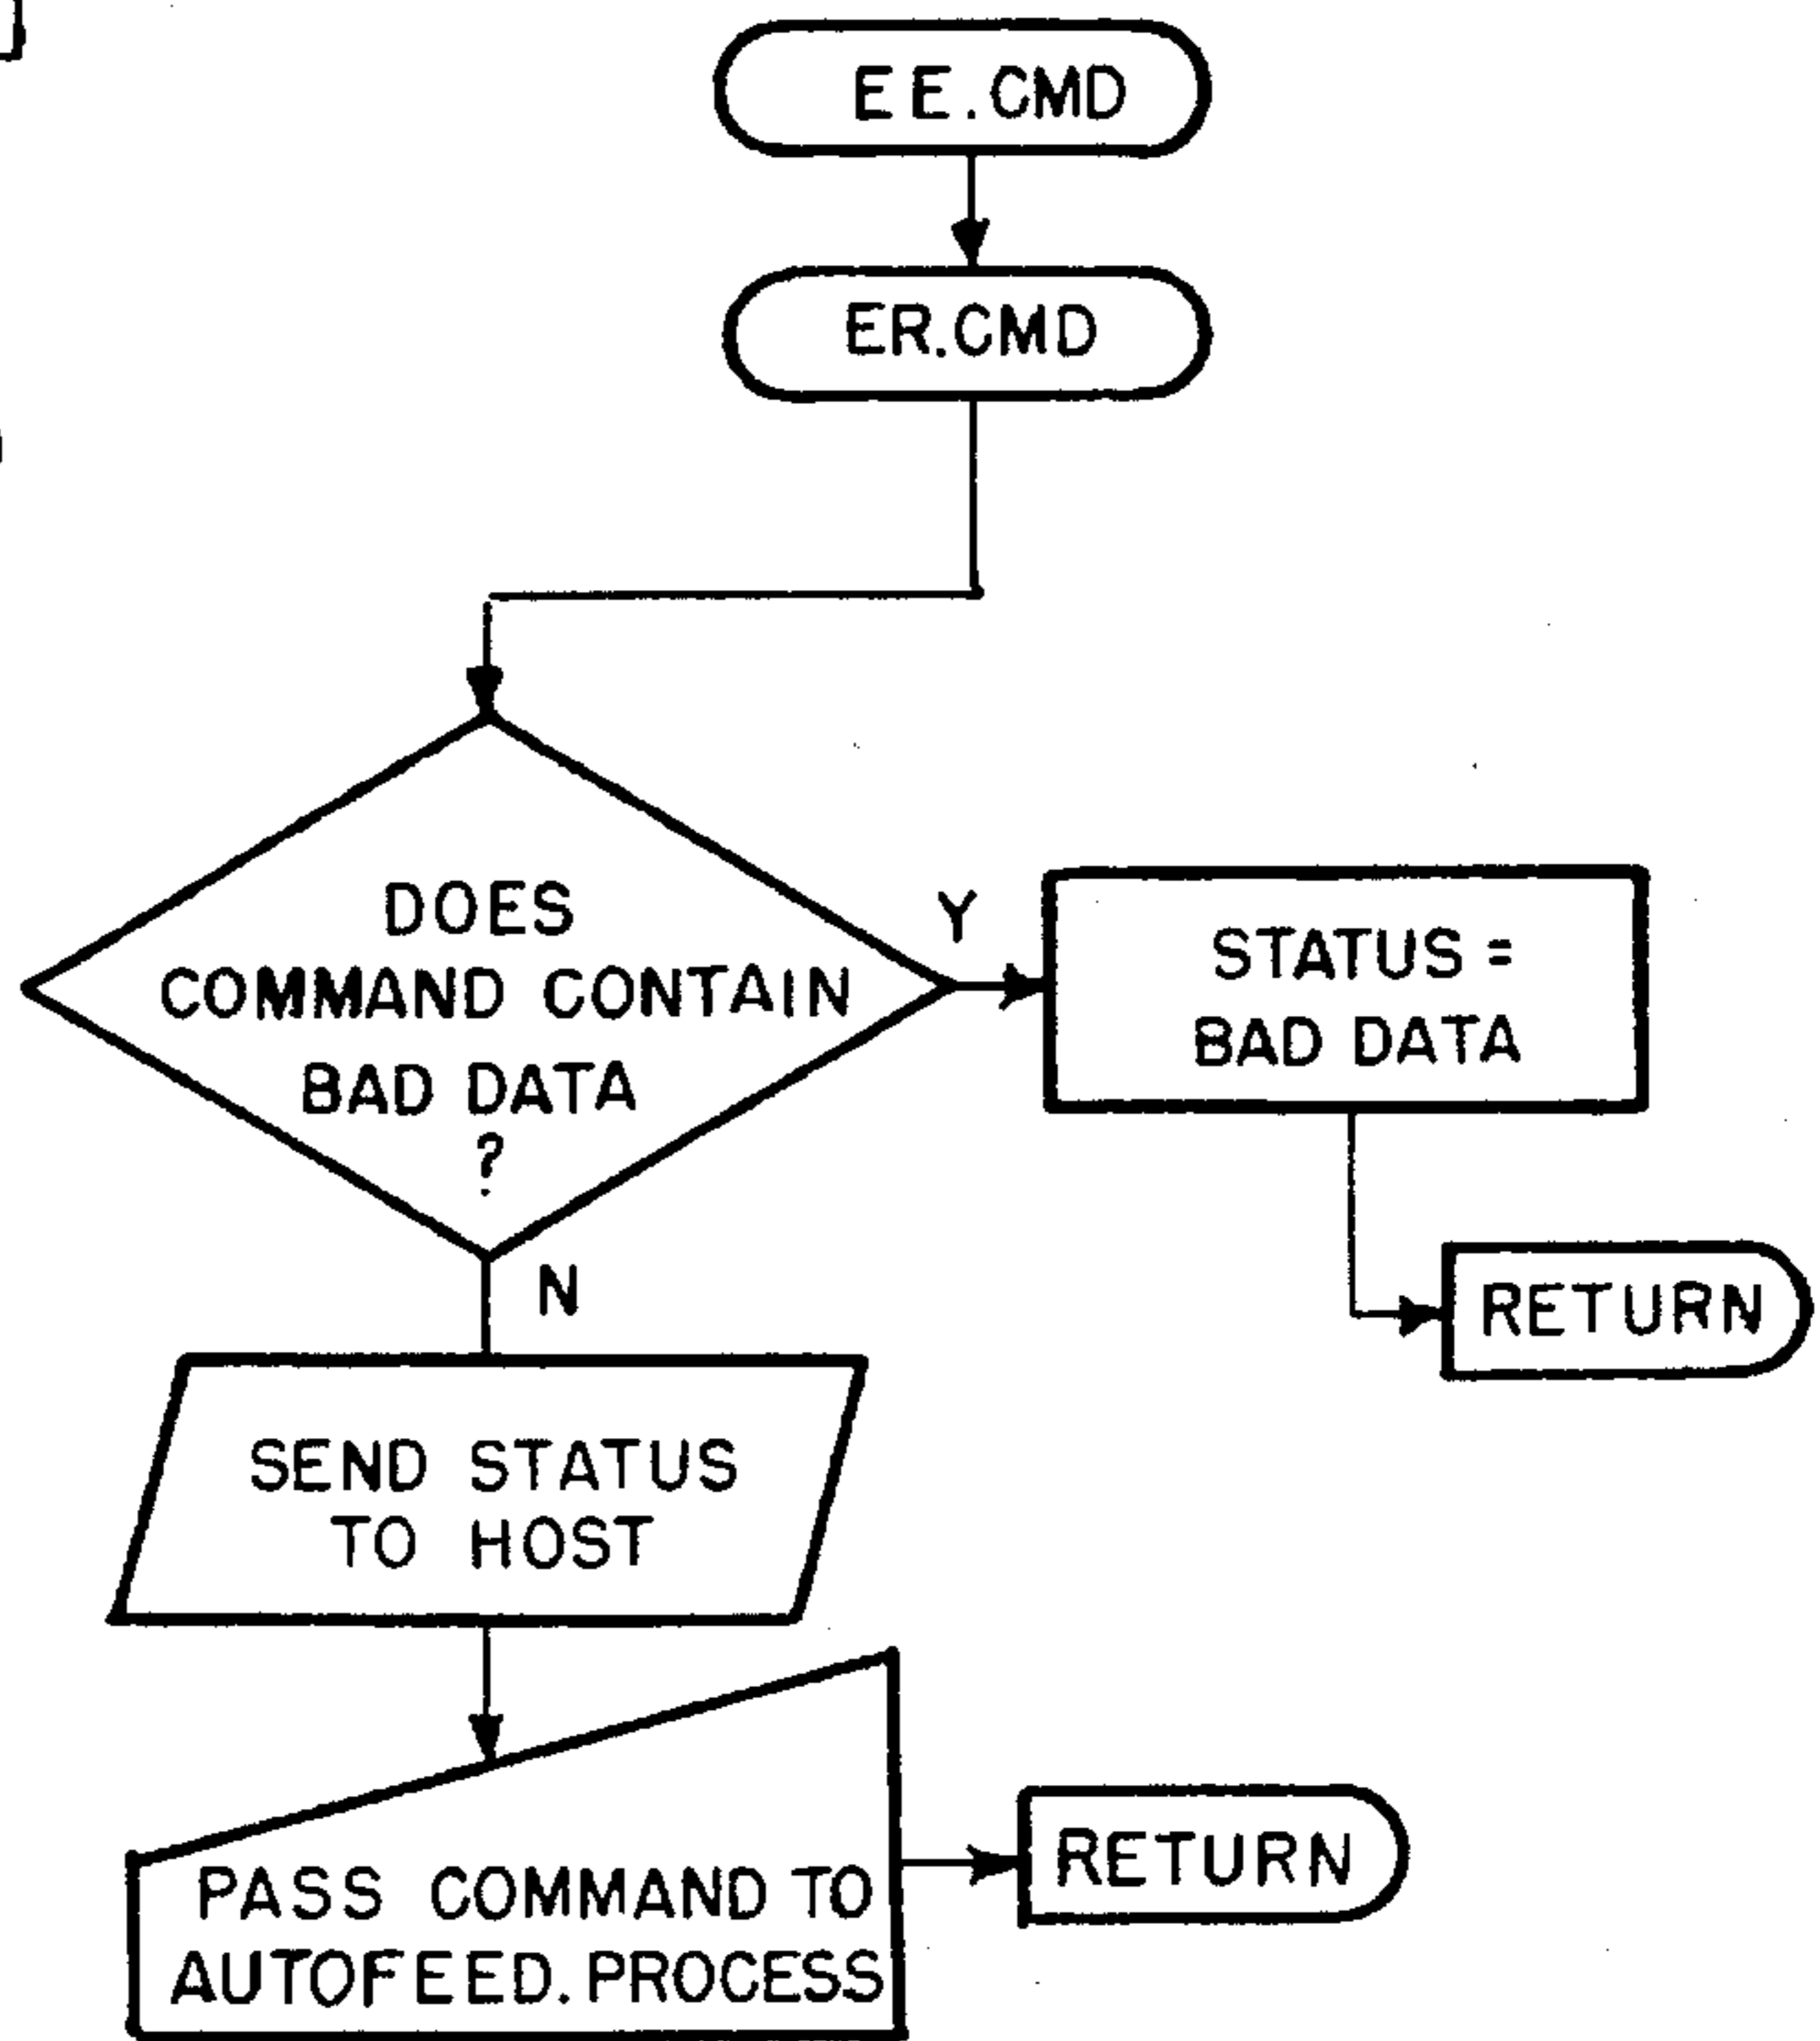 EE.CMD
ER.CMD
DOES
COMMAND CONTAIN
BAD DATA
?
Y
STATUS =
BAD DATA
RETURN
N
SEND STATUS
TO HOST
PASS COMMAND TO
AUTOFEED.PROCESS
RETURN